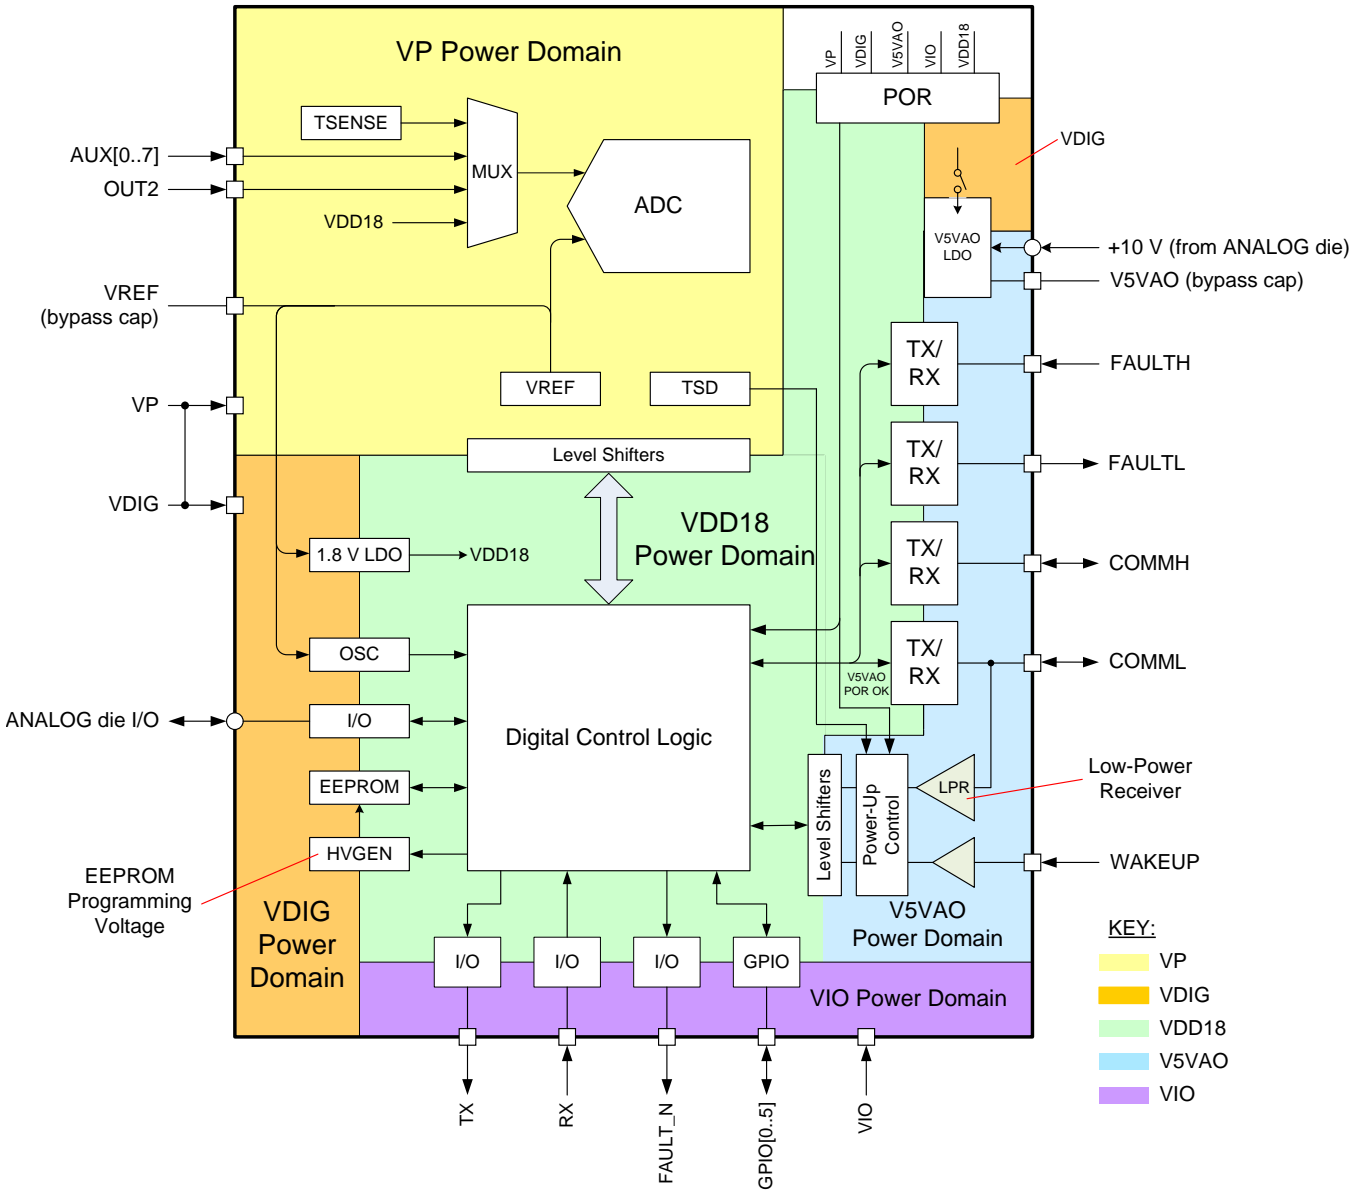 VP Power Domain
VP
VDIG
V5VAO
VIO
VDD18
POR
TSENSE
MUX
ADC
VDD18
AUX[0..7]
OUT2
VREF
(bypass cap)
VP
VDIG
VREF
TSD
VDIG
V5VAO
LDO
+10 V (from ANALOG die)
V5VAO (bypass cap)
TX/
RX
FAULTH
TX/
RX
FAULTL
TX/
RX
COMMH
TX/
RX
COMML
Level Shifters
VDD18
Power Domain
1.8 V LDO
VDD18
OSC
ANALOG die I/O
I/O
EEPROM
HVGEN
EEPROM
Programming
Voltage
Digital Control Logic
V5VAO
POR OK
Level Shifters
Power-Up
Control
LPR
Low-Power
Receiver
WAKEUP
VDIG
Power
Domain
V5VAO
Power Domain
I/O
I/O
I/O
GPIO
VIO Power Domain
TX
RX
FAULT_N
GPIO[0..5]
VIO
KEY:
VP
VDIG
VDD18
V5VAO
VIO